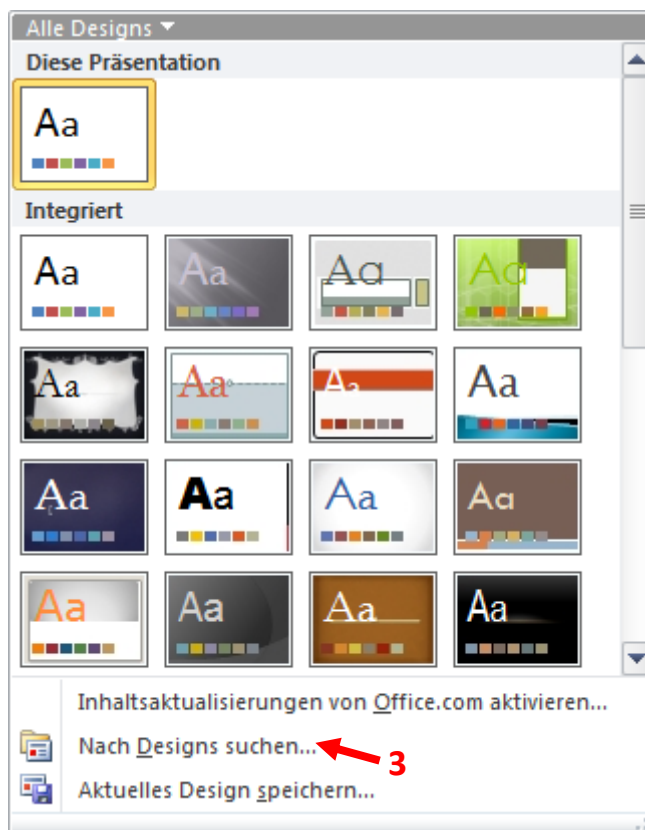 Alle Designs
Diese Präsentation
Aa
Integriert
Aa Aa Aa Aa
Aa Aa Aa Aa
Aa Aa Aa Aa
Aa Aa Aa Aa
Inhaltsaktualisierungen von Office.com aktivieren...
Nach Designs suchen... 3
Aktuelles Design speichern...